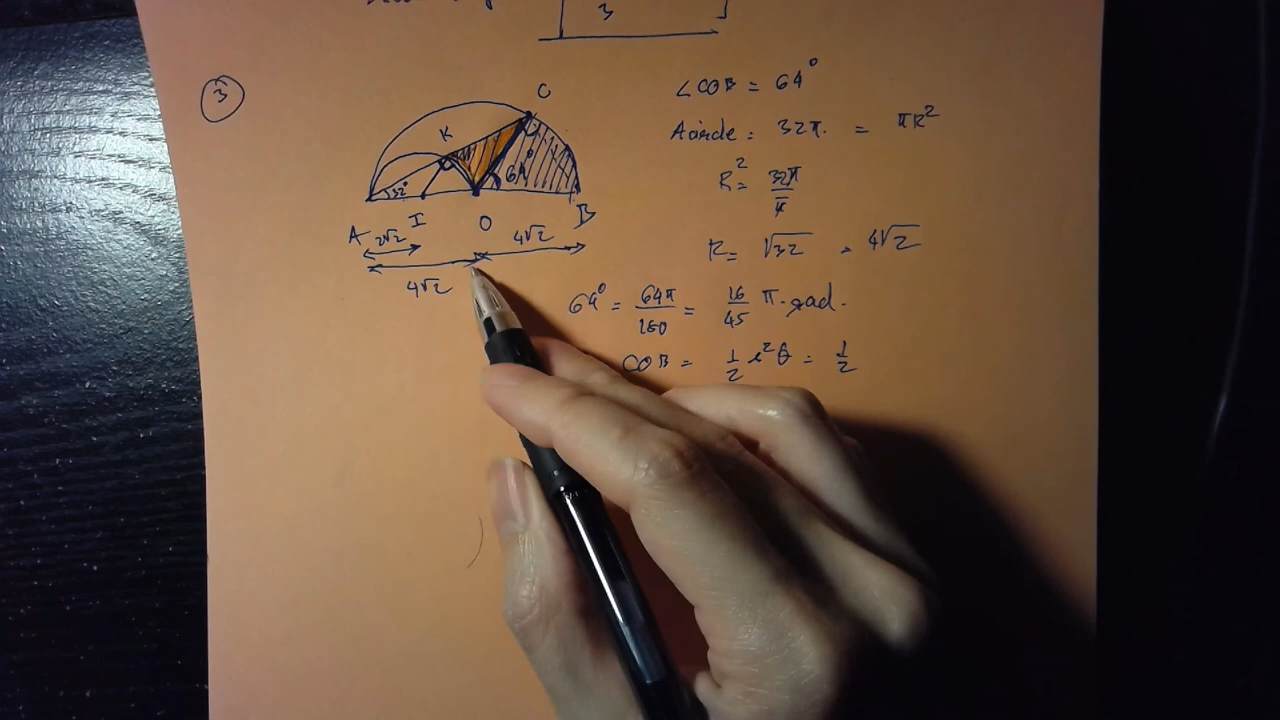 3
3
C
K
64°
32°
A I O B
2√2 4√2
4√2
∠COB = 64°
Acircle = 32π = πR²
R² = 32π/π
R = √32 = 4√2
64° = 64π/180 = 16/45 π rad.
COB = 1/2 r²θ = 1/2